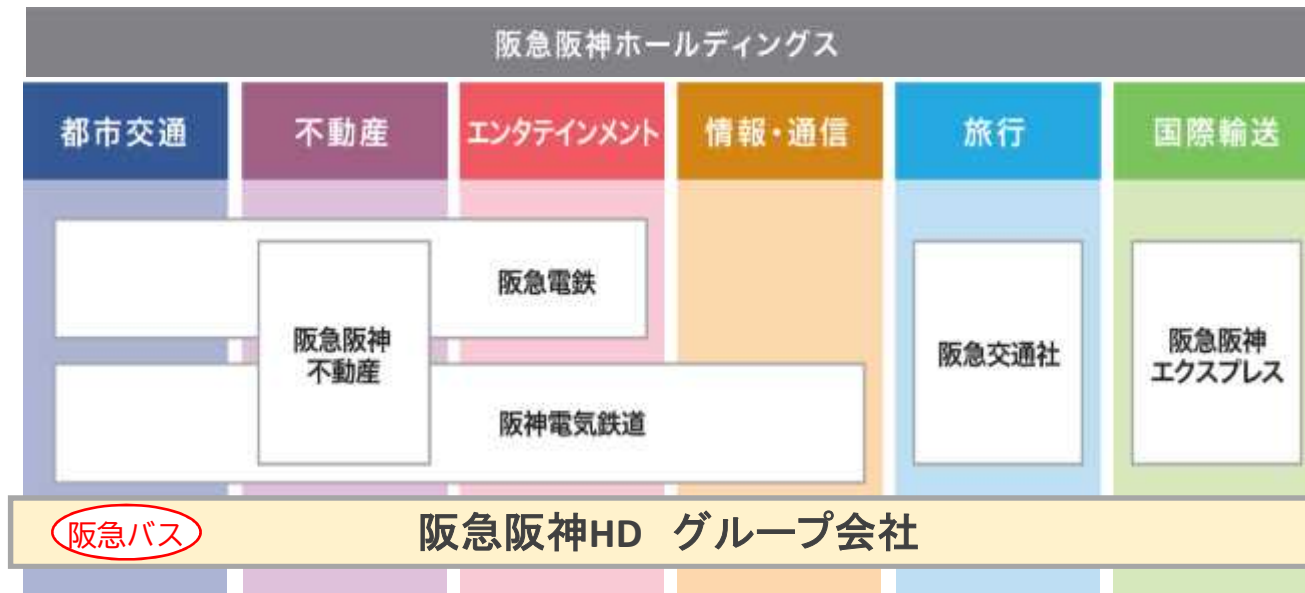 阪急阪神ホールディングス
都市交通
不動産
エンタテインメント
情報・通信
旅行
国際輸送
阪急電鉄
阪急阪神
不動産
阪神電気鉄道
阪急交通社
阪急阪神
エクスプレス
阪急バス
阪急阪神HD　グループ会社